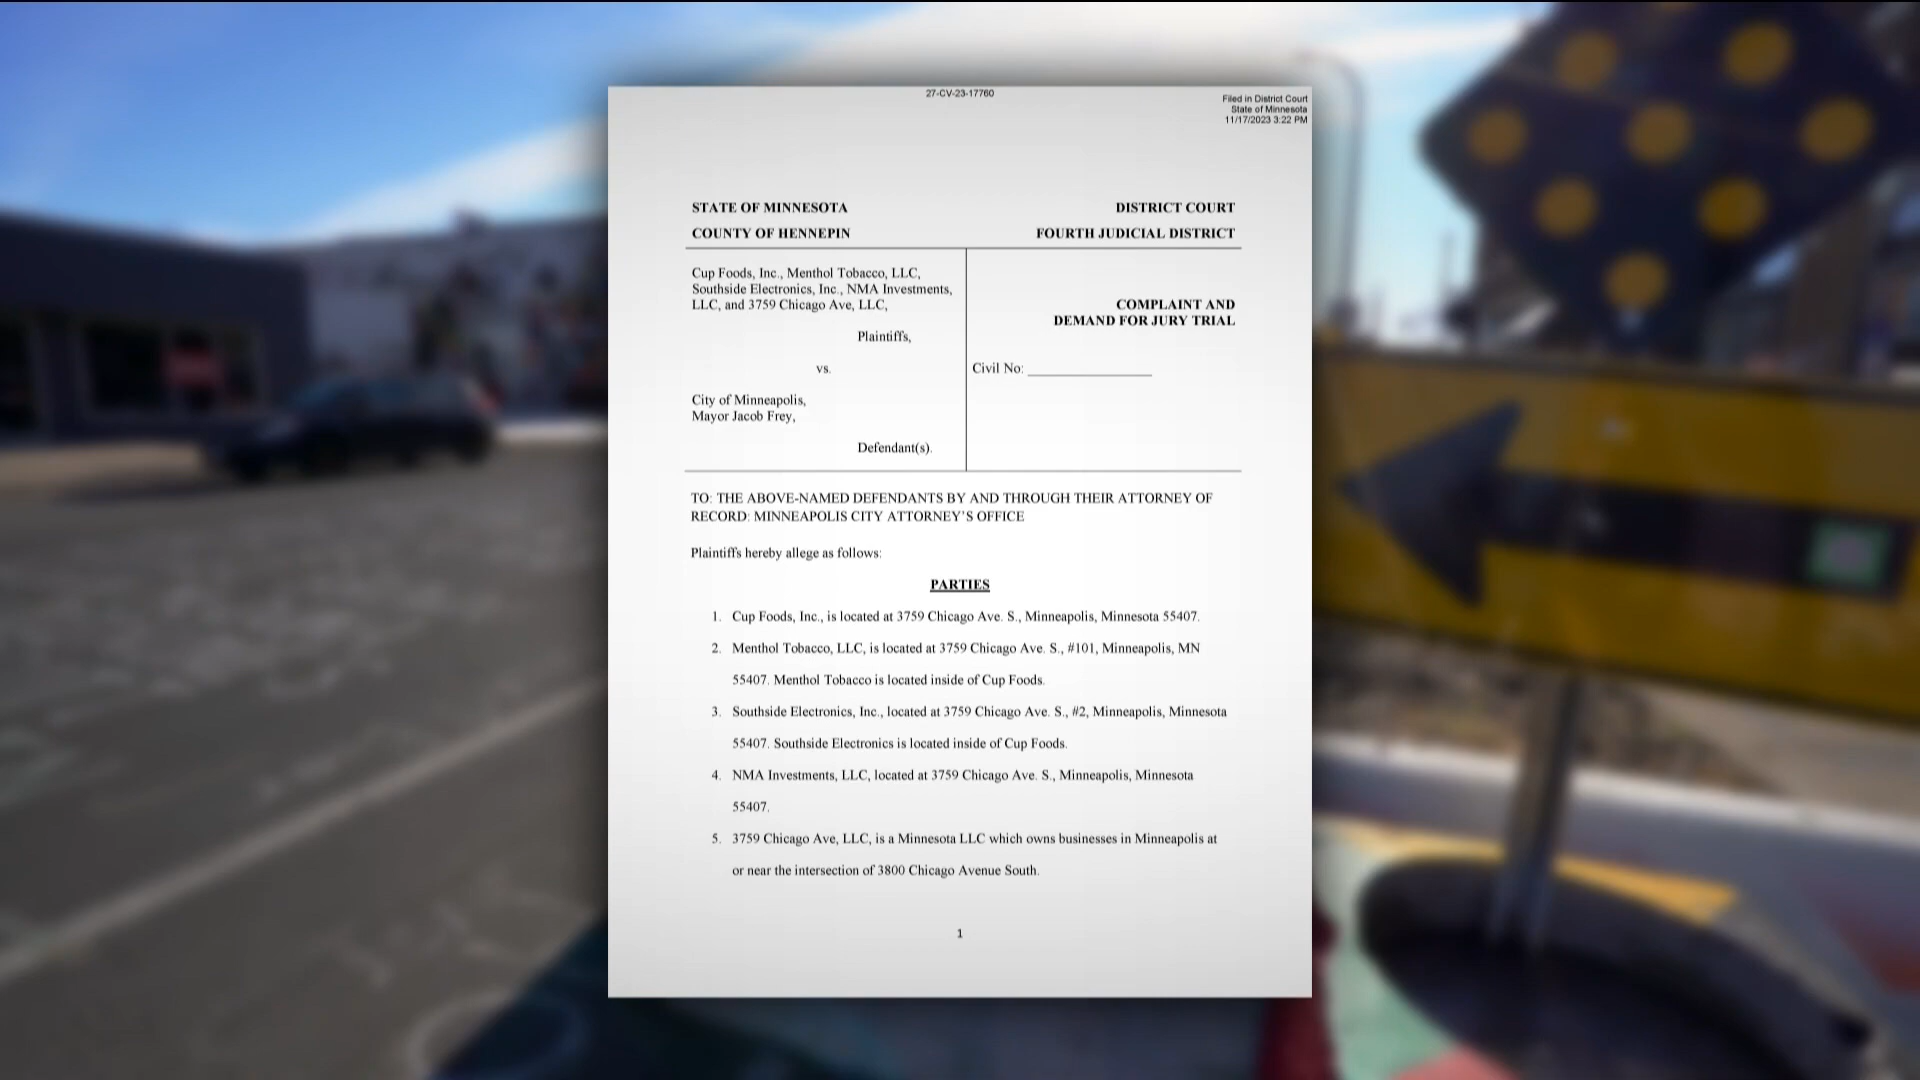 27-CV-23-17760
Filed in District Court
State of Minnesota
11/17/2023 3:22 PM
STATE OF MINNESOTA
COUNTY OF HENNEPIN
DISTRICT COURT
FOURTH JUDICIAL DISTRICT
Cup Foods, Inc., Menthol Tobacco, LLC,
Southside Electronics, Inc., NMA Investments,
LLC, and 3759 Chicago Ave, LLC,
Plaintiffs,
vs.
City of Minneapolis,
Mayor Jacob Frey,
Defendant(s).
COMPLAINT AND
DEMAND FOR JURY TRIAL
Civil No: __________________
TO: THE ABOVE-NAMED DEFENDANTS BY AND THROUGH THEIR ATTORNEY OF
RECORD: MINNEAPOLIS CITY ATTORNEY'S OFFICE
Plaintiffs hereby allege as follows:
PARTIES
1. Cup Foods, Inc., is located at 3759 Chicago Ave. S., Minneapolis, Minnesota 55407.
2. Menthol Tobacco, LLC, is located at 3759 Chicago Ave. S., #101, Minneapolis, MN
55407. Menthol Tobacco is located inside of Cup Foods.
3. Southside Electronics, Inc., located at 3759 Chicago Ave. S., #2, Minneapolis, Minnesota
55407. Southside Electronics is located inside of Cup Foods.
4. NMA Investments, LLC, located at 3759 Chicago Ave. S., Minneapolis, Minnesota
55407.
5. 3759 Chicago Ave, LLC, is a Minnesota LLC which owns businesses in Minneapolis at
or near the intersection of 3800 Chicago Avenue South.
1